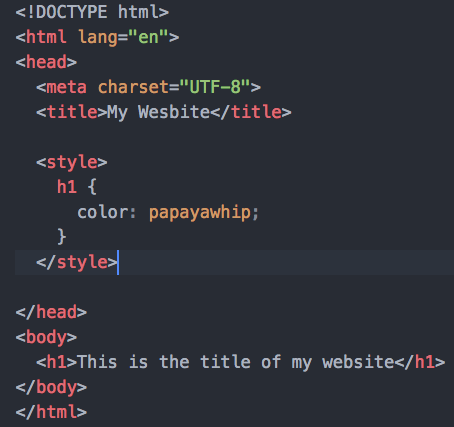 <!DOCTYPE html>
<html lang="en">
<head>
  <meta charset="UTF-8">
  <title>My Wesbite</title>

  <style>
    h1 {
      color: papayawhip;
    }
  </style>

</head>
<body>
  <h1>This is the title of my website</h1>
</body>
</html>